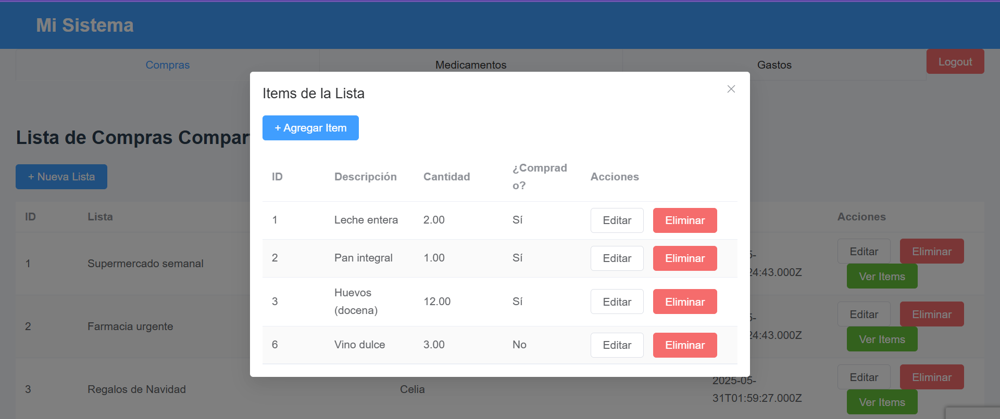 Mi Sistema
Compras
Medicamentos
Gastos
Logout
Items de la Lista
+ Agregar Item
Lista de Compras Compar
+ Nueva Lista
ID
Descripción
Cantidad
¿Comprad
o?
Acciones
1
Leche entera
2.00
Sí
Editar
Eliminar
2
Pan integral
1.00
Sí
Editar
Eliminar
3
Huevos
(docena)
12.00
Sí
Editar
Eliminar
6
Vino dulce
3.00
No
Editar
Eliminar
ID
Lista
Acciones
1
Supermercado semanal
5-
24:43.000Z
Editar
Eliminar
Ver Items
2
Farmacia urgente
5-
24:43.000Z
Editar
Eliminar
Ver Items
3
Regalos de Navidad
Celia
2025-05-
31T01:59:27.000Z
Editar
Eliminar
Ver Items